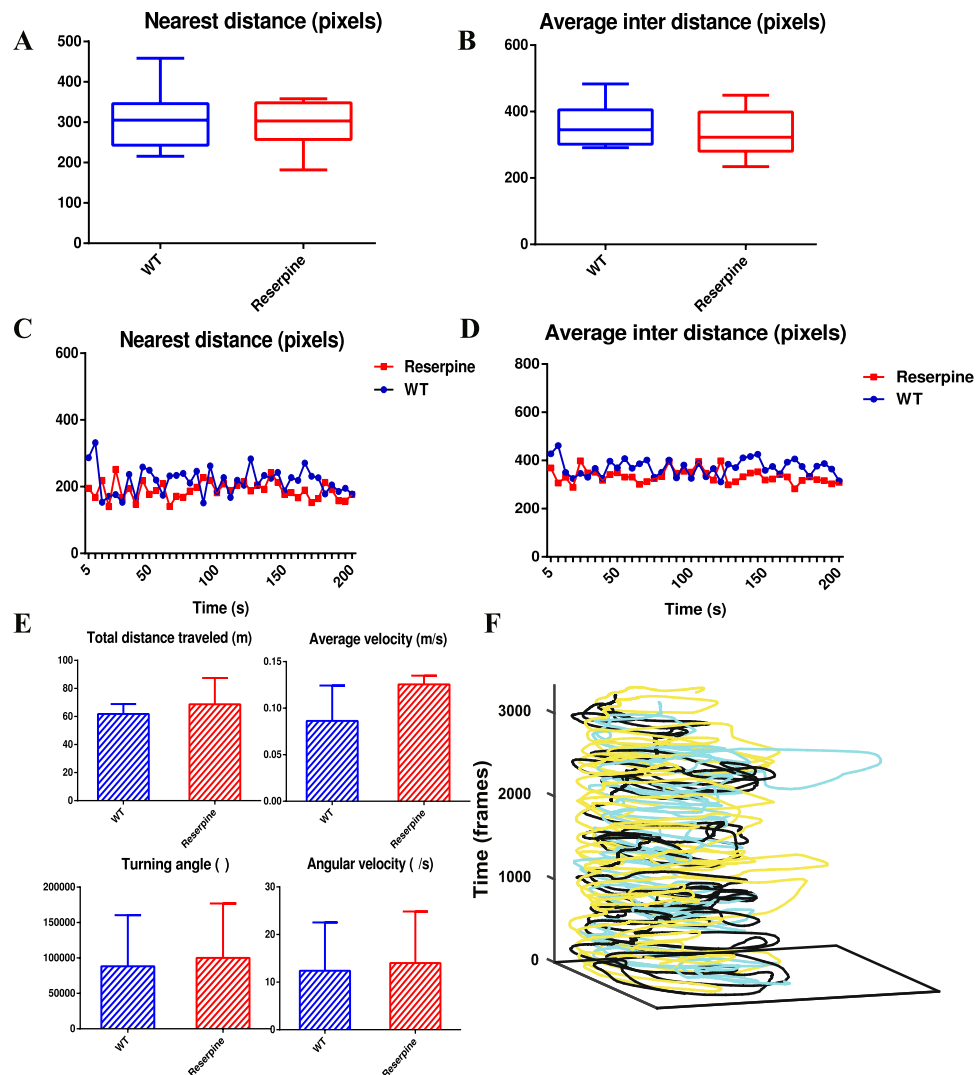 A
Nearest distance (pixels)
500
400
300
200
100
0
WT
Reserpine
B
Average inter distance (pixels)
600
400
200
0
WT
Reserpine
C
Nearest distance (pixels)
600
400
200
0
5
50
100
150
200
Time (s)
Reserpine
WT
D
Average inter distance (pixels)
800
600
400
200
0
5
50
100
150
200
Time (s)
Reserpine
WT
E
Total distance traveled (m)
100
80
60
40
20
0
WT
Reserpine
Average velocity (m/s)
0.15
0.10
0.05
0.00
WT
Reserpine
Turning angle ( )
200000
150000
100000
50000
0
WT
Reserpine
Angular velocity ( /s)
30
20
10
0
WT
Reserpine
F
Time (frames)
3000
2000
1000
0